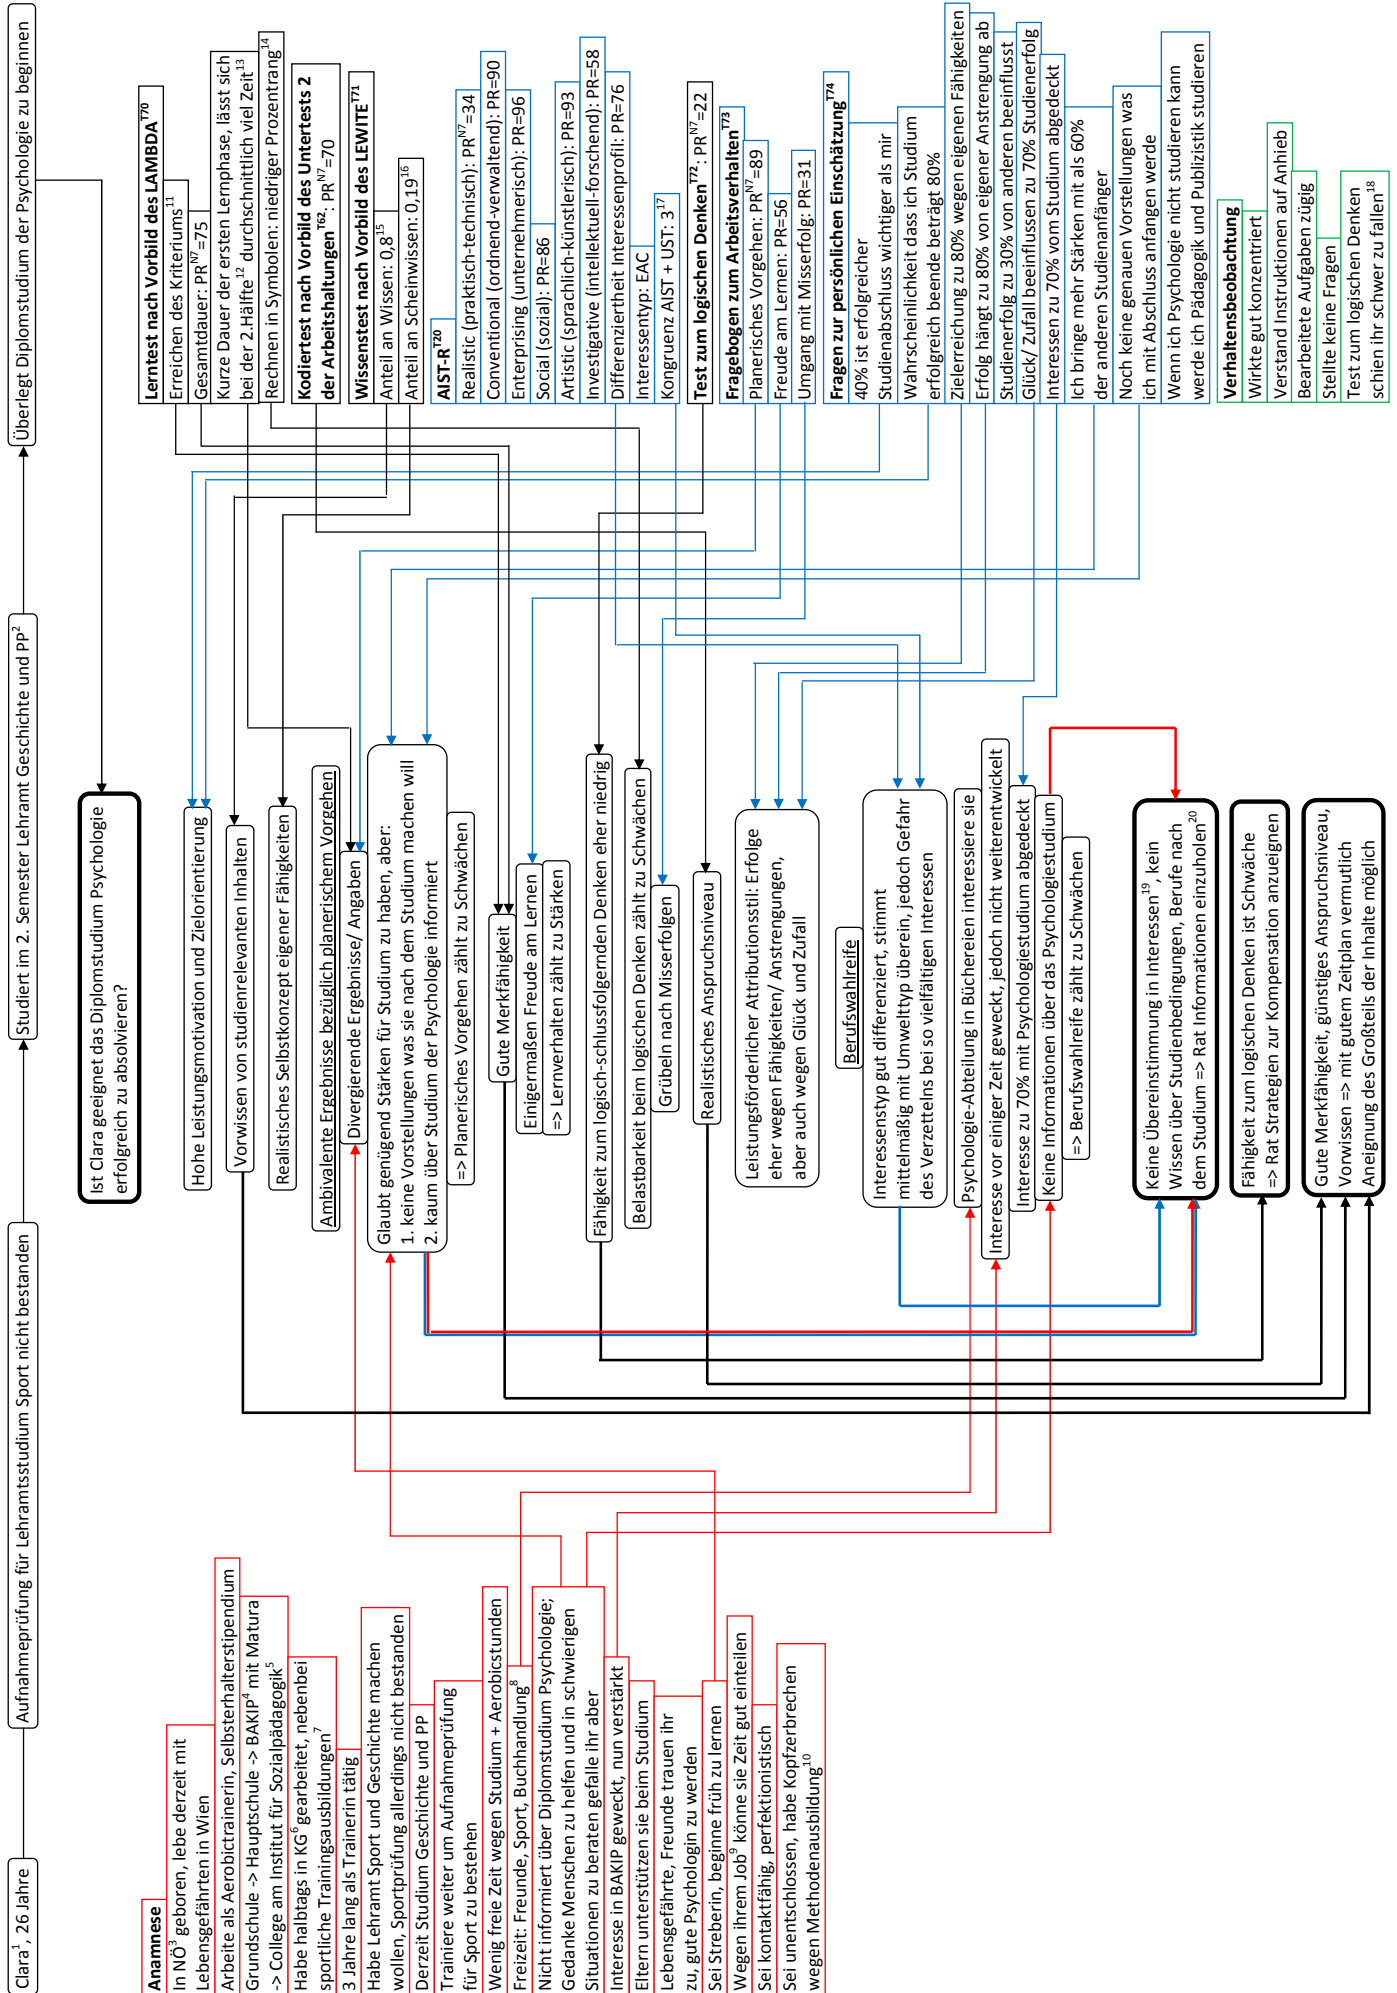 Clara1, 26 Jahre
Aufnahmeprüfung für Lehramtsstudium Sport nicht bestanden
Studiert im 2. Semester Lehramt Geschichte und PP2
Überlegt Diplomstudium der Psychologie zu beginnen
Anamnese
In NÖ3 geboren, lebe derzeit mit
Lebensgefährten in Wien
Arbeite als Aerobictrainerin, Selbsterhalterstipendium
Grundschule -> Hauptschule -> BAKIP4 mit Matura
-> College am Institut für Sozialpädagogik5
Habe halbtags in KG6 gearbeitet, nebenbei
sportliche Trainingsausbildungen7
3 Jahre lang als Trainerin tätig
Habe Lehramt Sport und Geschichte machen
wollen, Sportprüfung allerdings nicht bestanden
Derzeit Studium Geschichte und PP
Trainiere weiter um Aufnahmeprüfung
für Sport zu bestehen
Wenig freie Zeit wegen Studium + Aerobicstunden
Freizeit: Freunde, Sport, Buchhandlung8
Nicht informiert über Diplomstudium Psychologie;
Gedanke Menschen zu helfen und in schwierigen
Situationen zu beraten gefalle ihr aber
Interesse in BAKIP geweckt, nun verstärkt
Eltern unterstützen sie beim Studium
Lebensgefährte, Freunde trauen ihr
zu, gute Psychologin zu werden
Sei Streberin, beginne früh zu lernen
Wegen ihrem Job9 könne sie Zeit gut einteilen
Sei kontaktfähig, perfektionistisch
Sei unentschlossen, habe Kopfzerbrechen
wegen Methodenausbildung10
Ist Clara geeignet das Diplomstudium Psychologie
erfolgreich zu absolvieren?
Hohe Leistungsmotivation und Zielorientierung
Vorwissen von studienrelevanten Inhalten
Realistisches Selbstkonzept eigener Fähigkeiten
Ambivalente Ergebnisse bezüglich planerischem Vorgehen
Divergierende Ergebnisse/ Angaben
Glaubt genügend Stärken für Studium zu haben, aber:
1. keine Vorstellungen was sie nach dem Studium machen will
2. kaum über Studium der Psychologie informiert
=> Planerisches Vorgehen zählt zu Schwächen
Gute Merkfähigkeit
Einigermaßen Freude am Lernen
=> Lernverhalten zählt zu Stärken
Fähigkeit zum logisch-schlussfolgernden Denken eher niedrig
Belastbarkeit beim logischen Denken zählt zu Schwächen
Grübeln nach Misserfolgen
Realistisches Anspruchsniveau
Leistungsförderlicher Attributionsstil: Erfolge
eher wegen Fähigkeiten/ Anstrengungen,
aber auch wegen Glück und Zufall
Berufswahlreife
Interessenstyp gut differenziert, stimmt
mittelmäßig mit Umwelttyp überein, jedoch Gefahr
des Verzettelns bei so vielfältigen Interessen
Psychologie-Abteilung in Büchereien interessiere sie
Interesse vor einiger Zeit geweckt, jedoch nicht weiterentwickelt
Interesse zu 70% mit Psychologiestudium abgedeckt
Keine Informationen über das Psychologiestudium
=> Berufswahlreife zählt zu Schwächen
Keine Übereinstimmung in Interessen19, kein
Wissen über Studienbedingungen, Berufe nach
dem Studium => Rat Informationen einzuholen20
Fähigkeit zum logischen Denken ist Schwäche
=> Rat Strategien zur Kompensation anzueignen
Gute Merkfähigkeit, günstiges Anspruchsniveau,
Vorwissen => mit gutem Zeitplan vermutlich
Aneignung des Großteils der Inhalte möglich
Lerntest nach Vorbild des LAMBDA T70
Erreichen des Kriteriums11
Gesamtdauer: PRN7=75
Kurze Dauer der ersten Lernphase, lässt sich
bei der 2.Hälfte12 durchschnittlich viel Zeit13
Rechnen in Symbolen: niedriger Prozentrang14
Kodiertest nach Vorbild des Untertests 2
der ArbeitshaltungenT62: PRN7=70
Wissenstest nach Vorbild des LEWITET71
Anteil an Wissen: 0,815
Anteil an Scheinwissen: 0,1916
AIST-RT20
Realistic (praktisch-technisch): PRN7=34
Conventional (ordnend-verwaltend): PR=90
Enterprising (unternehmerisch): PR=96
Social (sozial): PR=86
Artistic (sprachlich-künstlerisch): PR=93
Investigative (intellektuell-forschend): PR=58
Differenziertheit Interessenprofil: PR=76
Interessentyp: EAC
Kongruenz AIST + UST: 317
Test zum logischen DenkenT72: PRN7=22
Fragebogen zum ArbeitsverhaltenT73
Planerisches Vorgehen: PRN7=89
Freude am Lernen: PR=56
Umgang mit Misserfolg: PR=31
Fragen zur persönlichen EinschätzungT74
40% ist erfolgreicher
Studienabschluss wichtiger als mir
Wahrscheinlichkeit dass ich Studium
erfolgreich beende beträgt 80%
Zielerreichung zu 80% wegen eigenen Fähigkeiten
Erfolg hängt zu 80% von eigener Anstrengung ab
Studienerfolg zu 30% von anderen beeinflusst
Glück/ Zufall beeinflussen zu 70% Studienerfolg
Interessen zu 70% vom Studium abgedeckt
Ich bringe mehr Stärken mit als 60%
der anderen Studienanfänger
Noch keine genauen Vorstellungen was
ich mit Abschluss anfangen werde
Wenn ich Psychologie nicht studieren kann
werde ich Pädagogik und Publizistik studieren
Verhaltensbeobachtung
Wirkte gut konzentriert
Verstand Instruktionen auf Anhieb
Bearbeitete Aufgaben zügig
Stellte keine Fragen
Test zum logischen Denken
schien ihr schwer zu fallen18